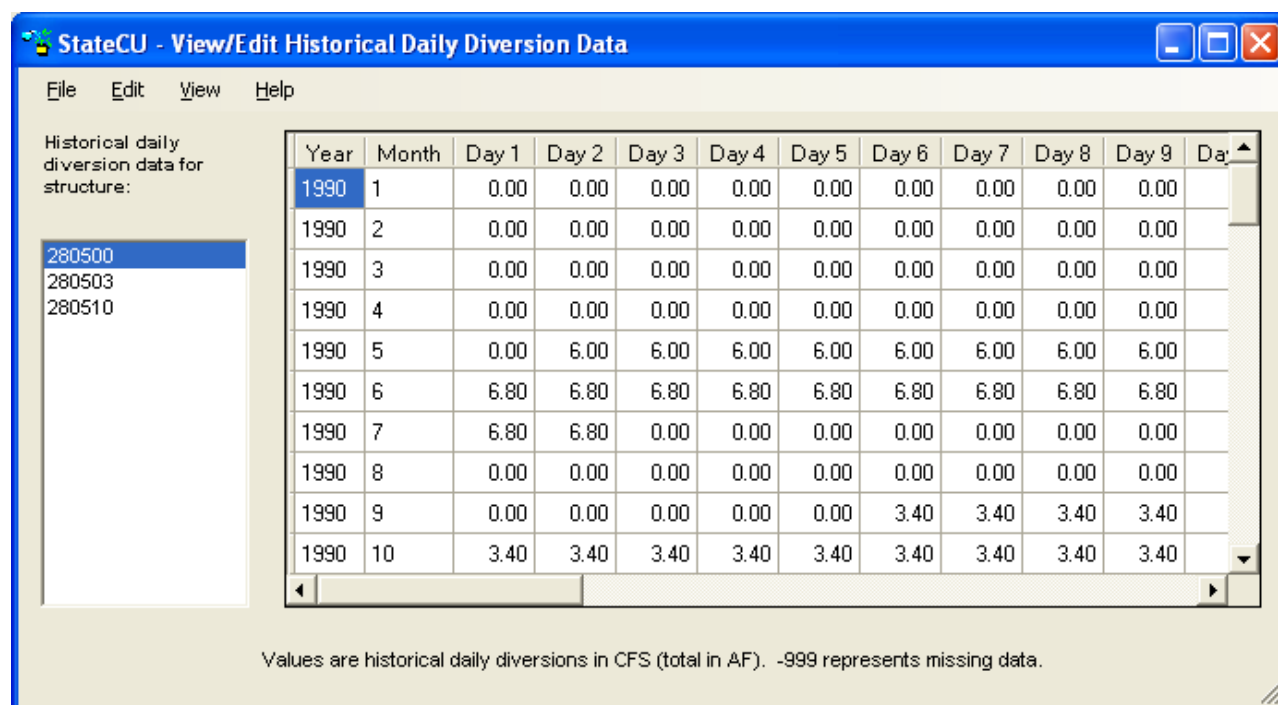 StateCU - View/Edit Historical Daily Diversion Data
File Edit View Help
Historical daily
diversion data for
structure:
280500
280503
280510
Year Month Day 1 Day 2 Day 3 Day 4 Day 5 Day 6 Day 7 Day 8 Day 9
1990 1 0.00 0.00 0.00 0.00 0.00 0.00 0.00 0.00 0.00
1990 2 0.00 0.00 0.00 0.00 0.00 0.00 0.00 0.00 0.00
1990 3 0.00 0.00 0.00 0.00 0.00 0.00 0.00 0.00 0.00
1990 4 0.00 0.00 0.00 0.00 0.00 0.00 0.00 0.00 0.00
1990 5 0.00 6.00 6.00 6.00 6.00 6.00 6.00 6.00 6.00
1990 6 6.80 6.80 6.80 6.80 6.80 6.80 6.80 6.80 6.80
1990 7 6.80 6.80 0.00 0.00 0.00 0.00 0.00 0.00 0.00
1990 8 0.00 0.00 0.00 0.00 0.00 0.00 0.00 0.00 0.00
1990 9 0.00 0.00 0.00 0.00 0.00 3.40 3.40 3.40 3.40
1990 10 3.40 3.40 3.40 3.40 3.40 3.40 3.40 3.40 3.40
Values are historical daily diversions in CFS (total in AF). -999 represents missing data.